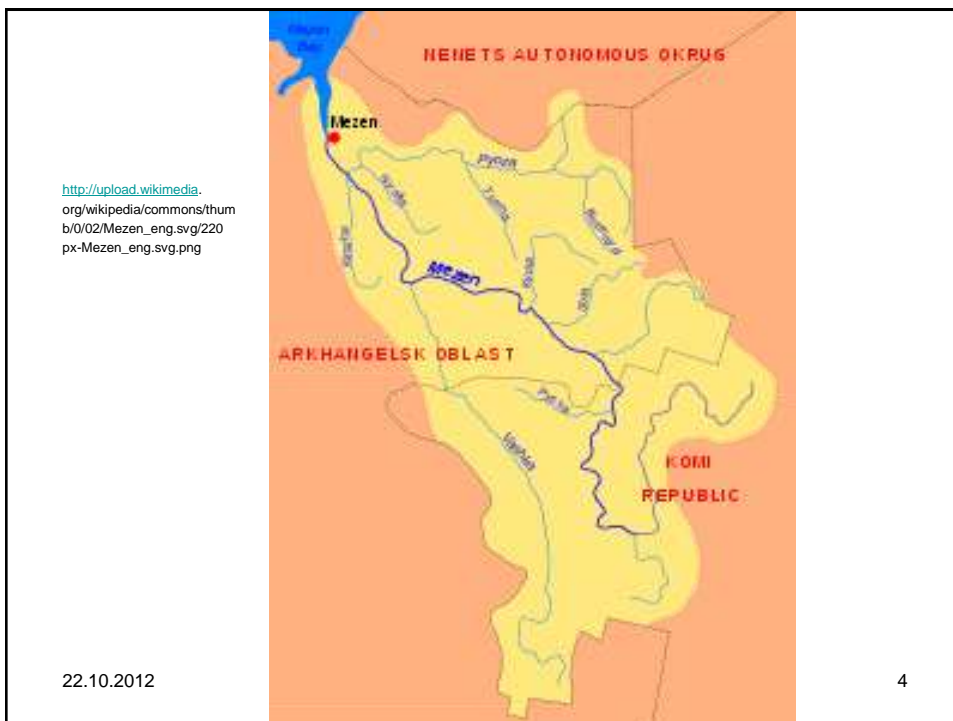 Bay
NENETS AUTONOMOUS OKRUG
Mezen
http://upload.wikimedia.
org/wikipedia/commons/thum
b/0/02/Mezen_eng.svg/220
px-Mezen_eng.svg.png
Pyoza
Mezen
ARKHANGELSK OBLAST
Vashka
KOMI
REPUBLIC
22.10.2012
4